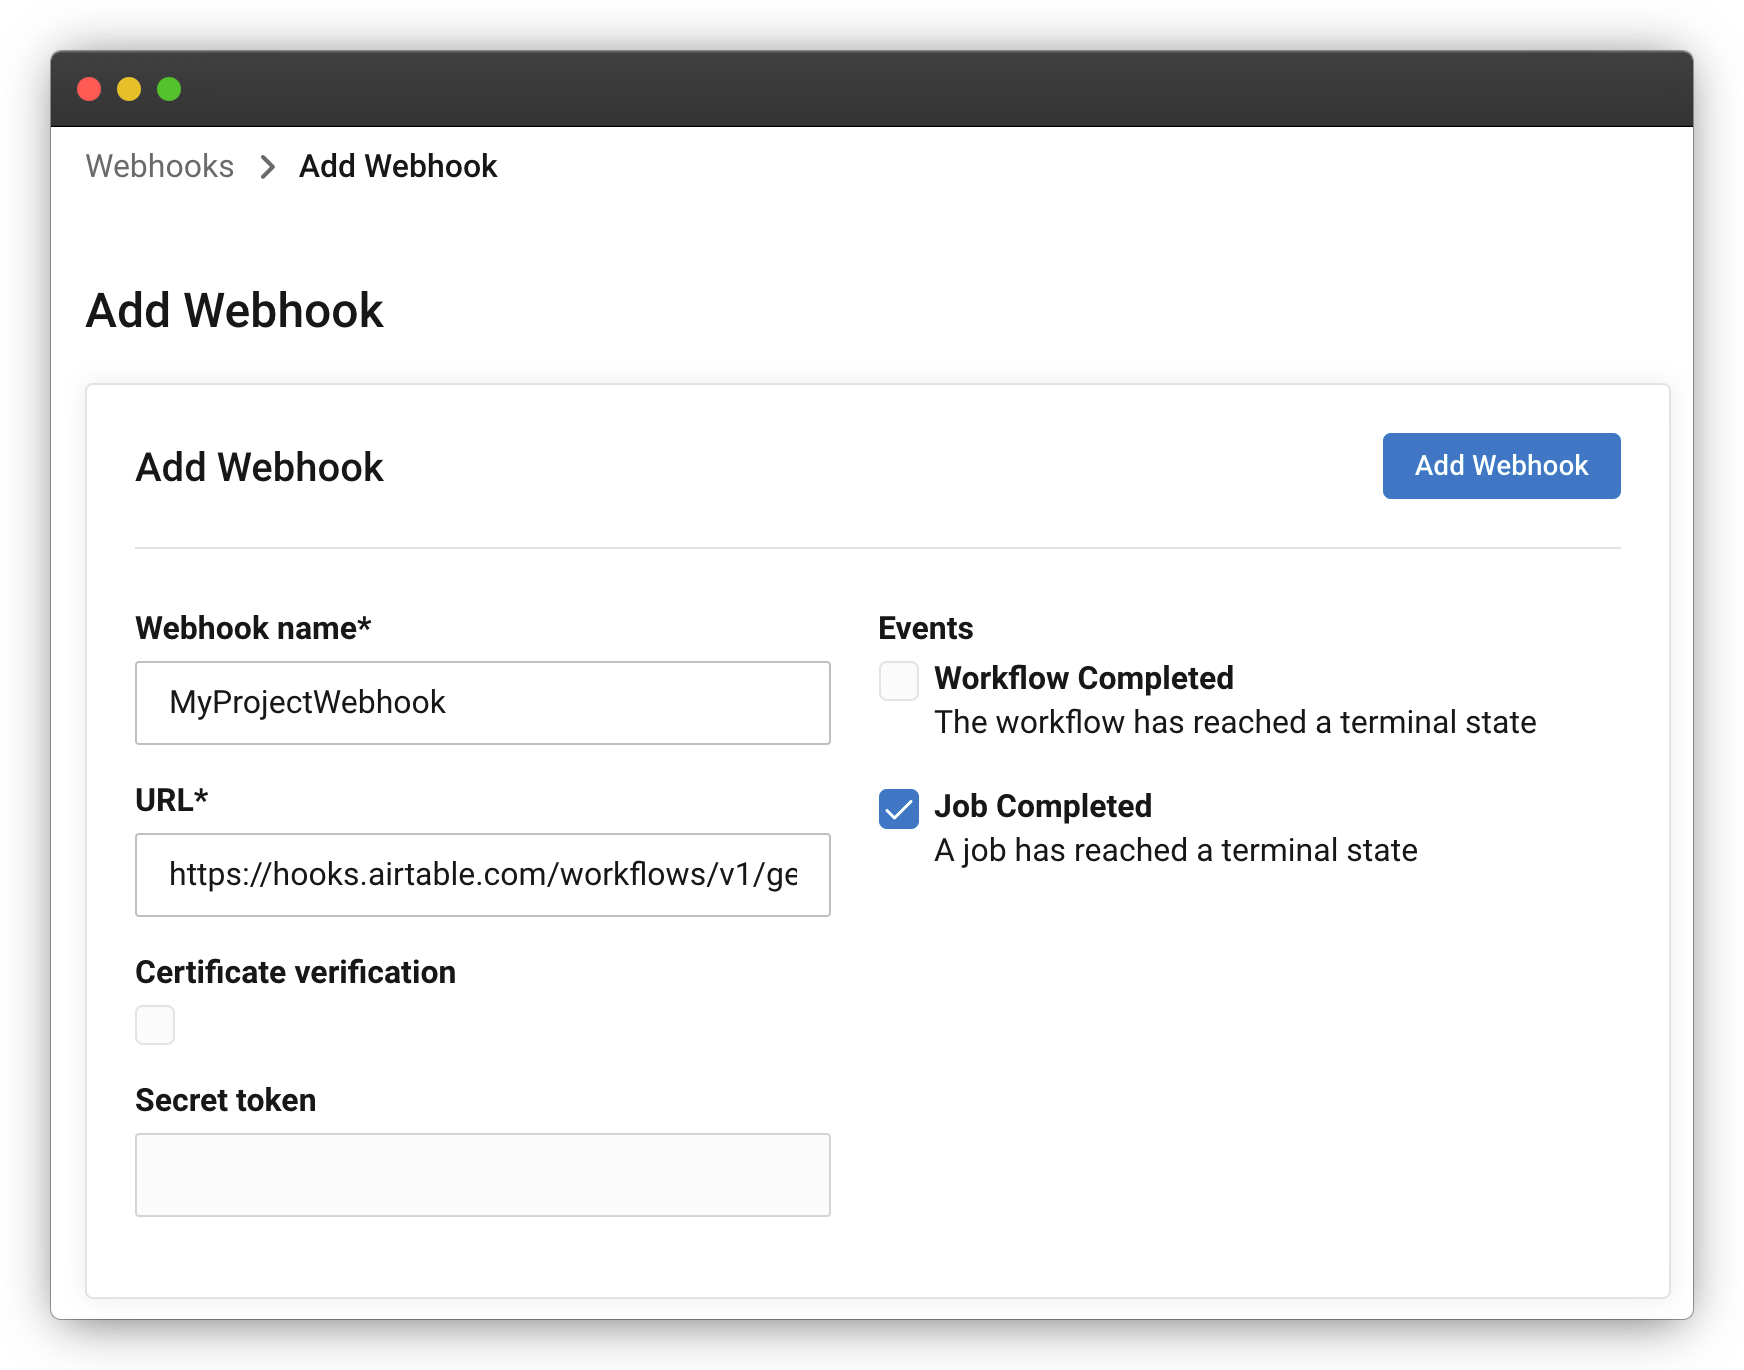 Webhooks > Add Webhook
Add Webhook
Add Webhook
Add Webhook
Webhook name*
MyProjectWebhook
URL*
https://hooks.airtable.com/workflows/v1/ge
Certificate verification
Secret token
Events
Workflow Completed
The workflow has reached a terminal state
Job Completed
A job has reached a terminal state